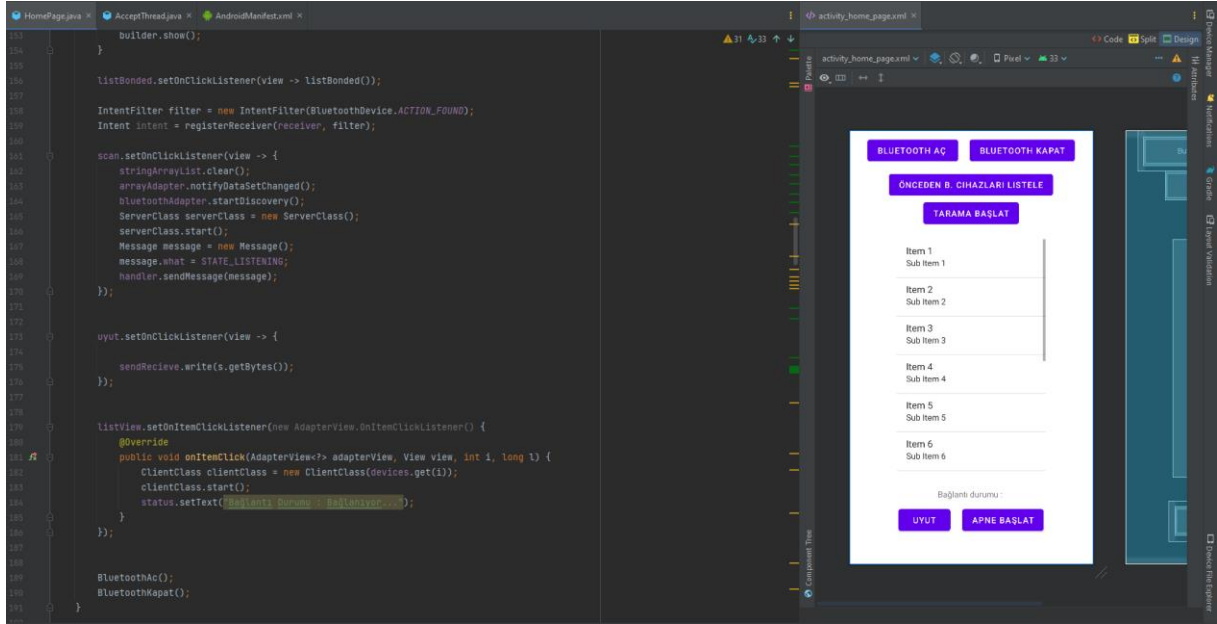 HomePage.java
AcceptThread.java
AndroidManifest.xml
activity_home_page.xml
31 33
Code Split Design
activity_home_page.xml
Pixel
33
153 builder.show();
154 }
155
156 listBonded.setOnClickListener(view -> listBonded());
157
158 IntentFilter filter = new IntentFilter(BluetoothDevice.ACTION_FOUND);
159 Intent intent = registerReceiver(receiver, filter);
160
161 scan.setOnClickListener(view -> {
162 stringArrayList.clear();
163 arrayAdapter.notifyDataSetChanged();
164 bluetoothAdapter.startDiscovery();
165 ServerClass serverClass = new ServerClass();
166 serverClass.start();
167 Message message = new Message();
168 message.what = STATE_LISTENING;
169 handler.sendMessage(message);
170 });
171
172
173 uyut.setOnClickListener(view -> {
174
175 sendRecieve.write(s.getBytes());
176 });
177
178
179 listView.setOnItemClickListener(new AdapterView.OnItemClickListener() {
180 @Override
181 public void onItemClick(AdapterView<?> adapterView, View view, int i, long l) {
182 ClientClass clientClass = new ClientClass(devices.get(i));
183 clientClass.start();
184 status.setText("Bağlantı Durumu : Bağlanıyor...");
185 }
186 });
187
188
189 BluetoothAc();
190 BluetoothKapat();
191 }
Palette
Component Tree
BLUETOOTH AÇ
BLUETOOTH KAPAT
ÖNCEDEN B. CIHAZLARI LISTELE
TARAMA BAŞLAT
Item 1
Sub Item 1
Item 2
Sub Item 2
Item 3
Sub Item 3
Item 4
Sub Item 4
Item 5
Sub Item 5
Item 6
Sub Item 6
Bağlantı durumu :
UYUT
APNE BAŞLAT
Attributes
Device Manager
Notifications
Gradle
Layout Validation
Device File Explorer